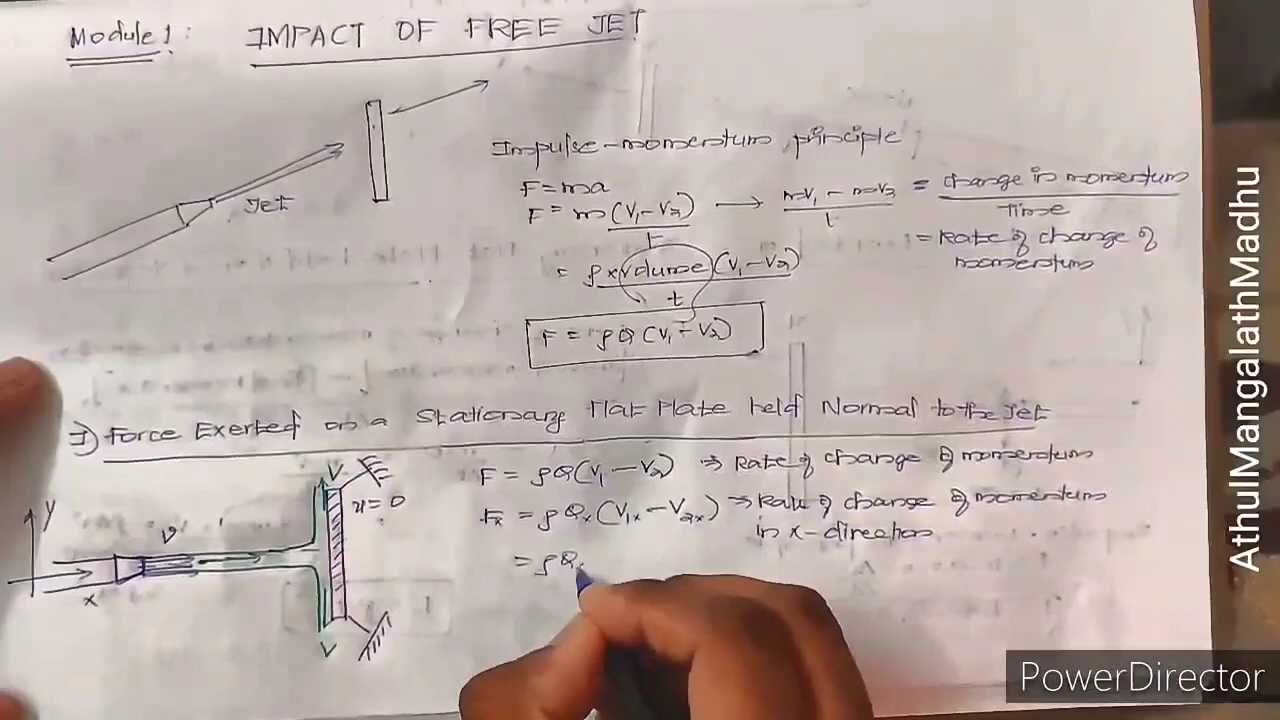 Module 1: IMPACT OF FREE JET
Jet
Impulse-momentum principle,
F = ma
F = m(V₁-V₂)/t → mv₁ - mv₂/t = change in momentum/Time
= Rate of change of momentum
= ρ x volume (V₁-V₂)/t
F = ρQ(V₁-V₂)
I) Force Exerted on a Stationary Flat Plate held Normal to the Jet
F = ρQ(V₁-V₂) ⇒ Rate of change of momentum
Fx = ρQx(V₁x-V₂x) ⇒ Rate of change of momentum
in x-direction
= ρQ
y
x
v
V
u=0
V
AthulMangalathMadhu
PowerDirector